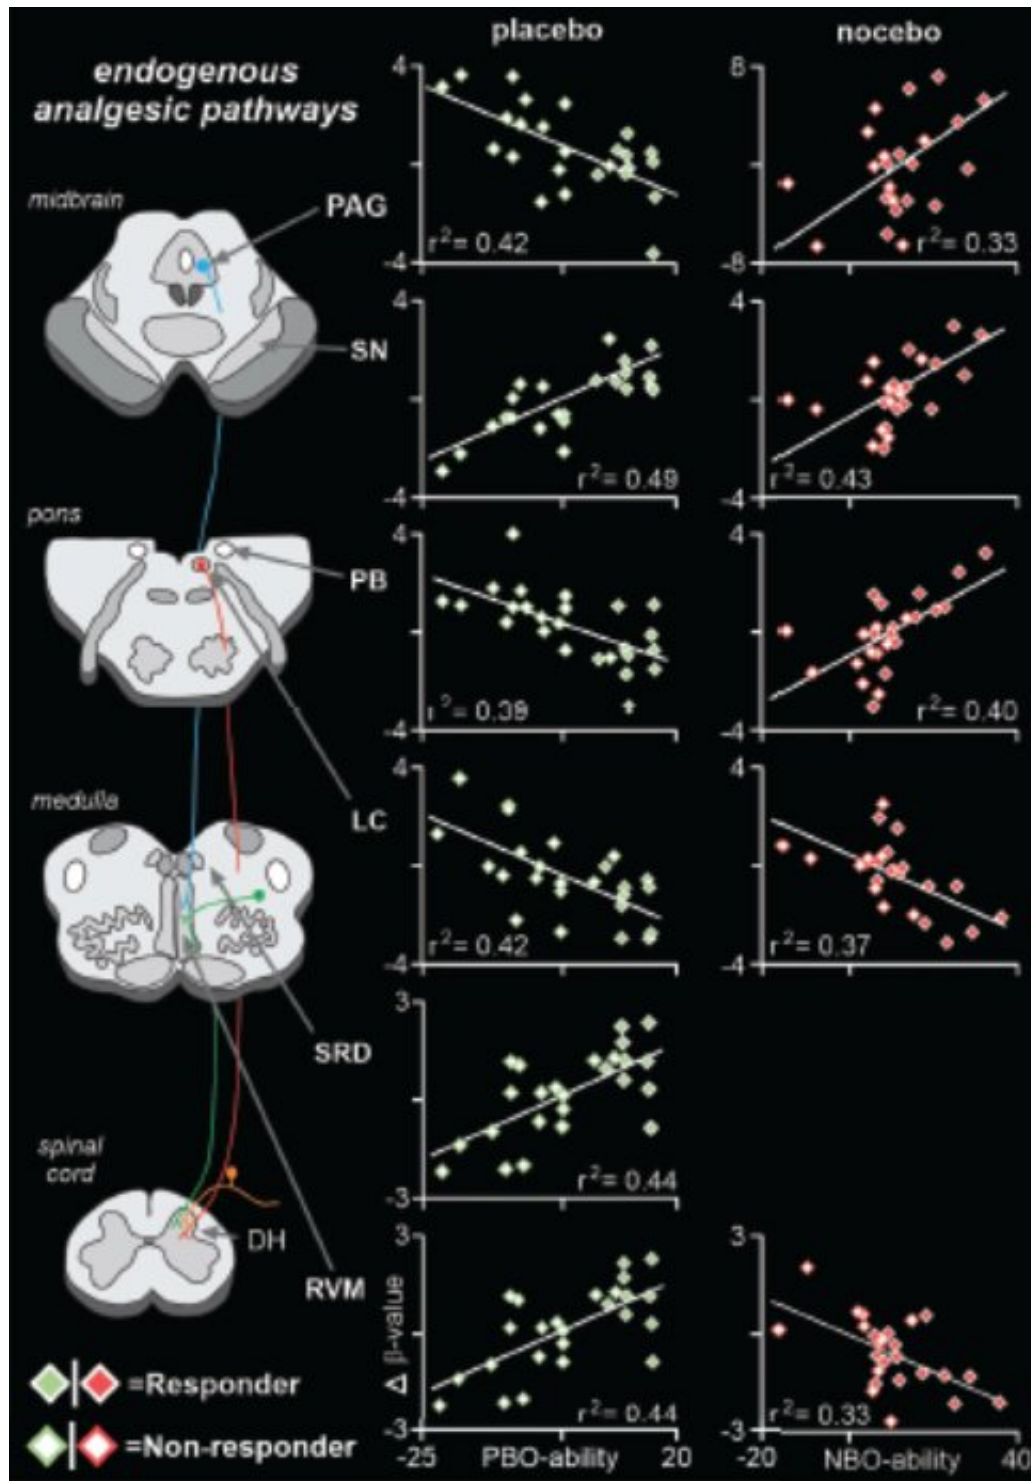 placebo
nocebo
endogenous
analgesic pathways
4
8
midbrain
PAG
r²= 0.42
r²= 0.33
-4
-8
4
4
SN
r²= 0.49
r²= 0.43
-4
-4
pons
4
4
PB
r²= 0.39
r²= 0.40
-4
-4
medulla
4
4
LC
r²= 0.42
r²= 0.37
-4
-4
3
SRD
spinal
cord
r²= 0.44
-3
3
3
DH
RVM
Δ β-value
=Responder
r²= 0.44
r²= 0.33
-3
-3
=Non-responder
-25
PBO-ability
20
-20
NBO-ability
40